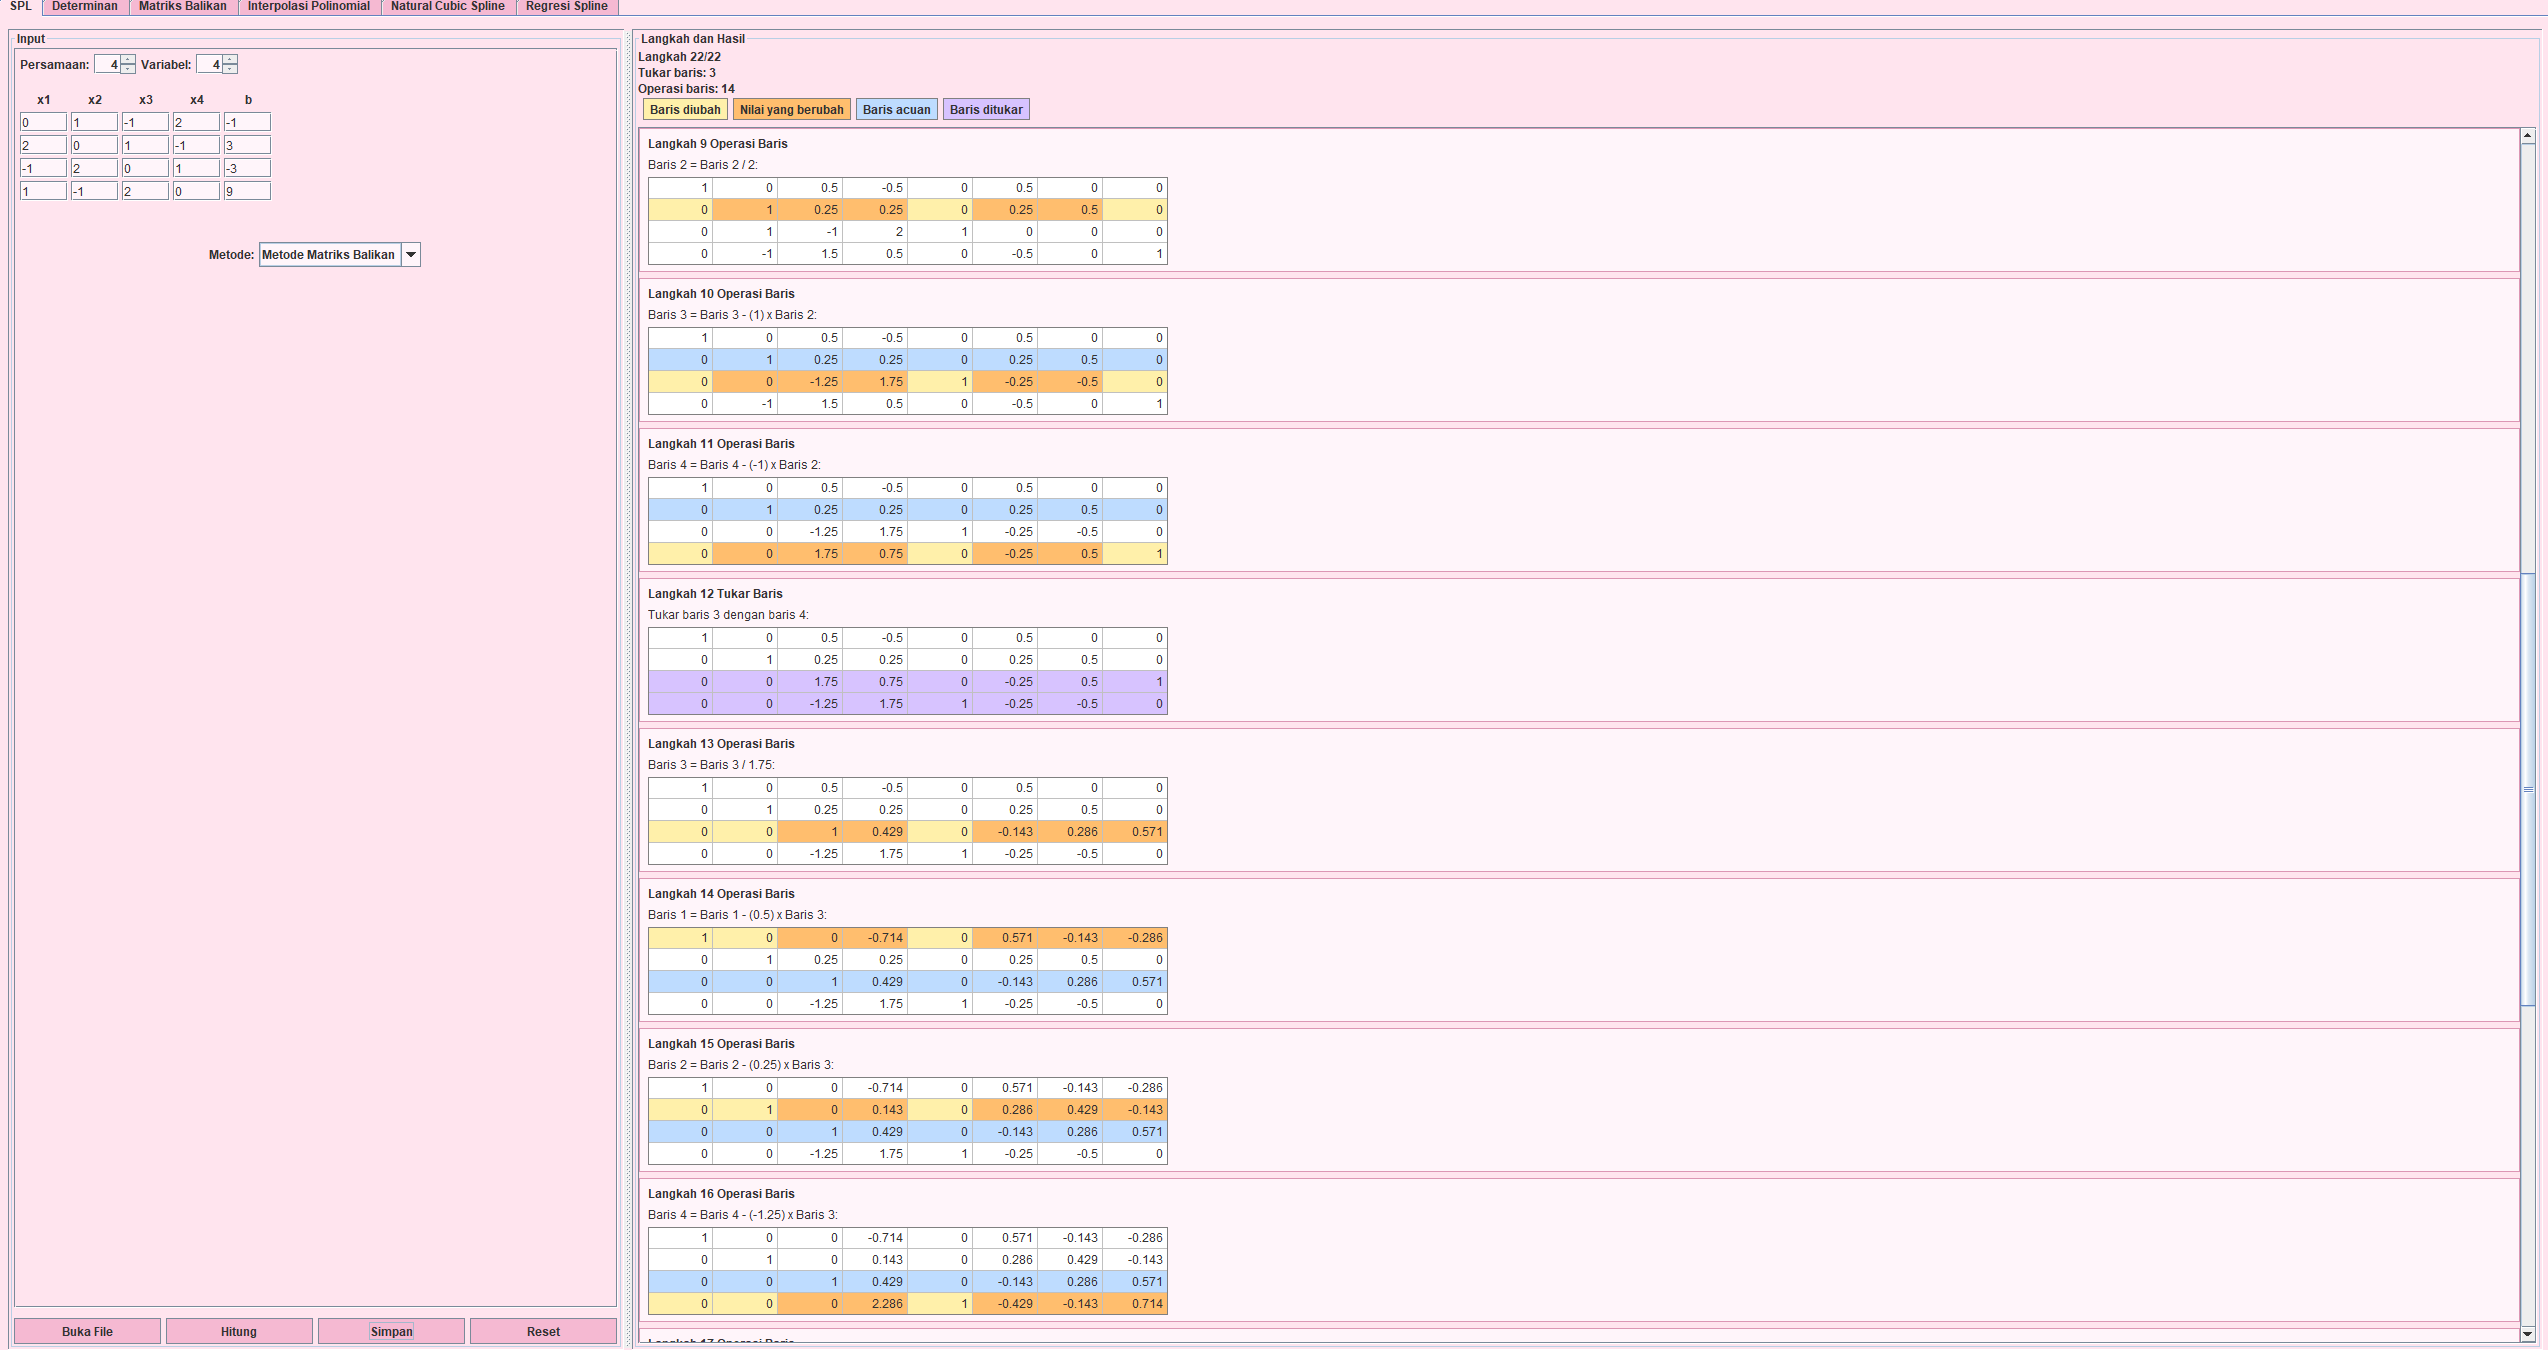 SPL Determinan Matriks Balikan Interpolasi Polinomial Natural Cubic Spline Regresi Spline
Input
Persamaan: 4 Variabel: 4
x1 x2 x3 x4 b
0 1 -1 2 -1
2 0 1 -1 3
-1 2 0 1 -3
1 -1 2 0 9
Metode: Metode Matriks Balikan
Buka File Hitung Simpan Reset
Langkah dan Hasil
Langkah 22/22
Tukar baris: 3
Operasi baris: 14
Baris diubah Nilai yang berubah Baris acuan Baris ditukar
Langkah 9 Operasi Baris
Baris 2 = Baris 2 / 2:
1 0 0.5 -0.5 0 0.5 0 0
0 1 0.25 0.25 0 0.25 0.5 0
0 1 -1 2 1 0 0 0
0 -1 1.5 0.5 0 -0.5 0 1
Langkah 10 Operasi Baris
Baris 3 = Baris 3 - (1) x Baris 2:
1 0 0.5 -0.5 0 0.5 0 0
0 1 0.25 0.25 0 0.25 0.5 0
0 0 -1.25 1.75 1 -0.25 -0.5 0
0 -1 1.5 0.5 0 -0.5 0 1
Langkah 11 Operasi Baris
Baris 4 = Baris 4 - (-1) x Baris 2:
1 0 0.5 -0.5 0 0.5 0 0
0 1 0.25 0.25 0 0.25 0.5 0
0 0 -1.25 1.75 1 -0.25 -0.5 0
0 0 1.75 0.75 0 -0.25 0.5 1
Langkah 12 Tukar Baris
Tukar baris 3 dengan baris 4:
1 0 0.5 -0.5 0 0.5 0 0
0 1 0.25 0.25 0 0.25 0.5 0
0 0 1.75 0.75 0 -0.25 0.5 1
0 0 -1.25 1.75 1 -0.25 -0.5 0
Langkah 13 Operasi Baris
Baris 3 = Baris 3 / 1.75:
1 0 0.5 -0.5 0 0.5 0 0
0 1 0.25 0.25 0 0.25 0.5 0
0 0 1 0.429 0 -0.143 0.286 0.571
0 0 -1.25 1.75 1 -0.25 -0.5 0
Langkah 14 Operasi Baris
Baris 1 = Baris 1 - (0.5) x Baris 3:
1 0 0 -0.714 0 0.571 -0.143 -0.286
0 1 0.25 0.25 0 0.25 0.5 0
0 0 1 0.429 0 -0.143 0.286 0.571
0 0 -1.25 1.75 1 -0.25 -0.5 0
Langkah 15 Operasi Baris
Baris 2 = Baris 2 - (0.25) x Baris 3:
1 0 0 -0.714 0 0.571 -0.143 -0.286
0 1 0 0.143 0 0.286 0.429 -0.143
0 0 1 0.429 0 -0.143 0.286 0.571
0 0 -1.25 1.75 1 -0.25 -0.5 0
Langkah 16 Operasi Baris
Baris 4 = Baris 4 - (-1.25) x Baris 3:
1 0 0 -0.714 0 0.571 -0.143 -0.286
0 1 0 0.143 0 0.286 0.429 -0.143
0 0 1 0.429 0 -0.143 0.286 0.571
0 0 0 2.286 1 -0.429 -0.143 0.714
Langkah 17 Operasi Baris